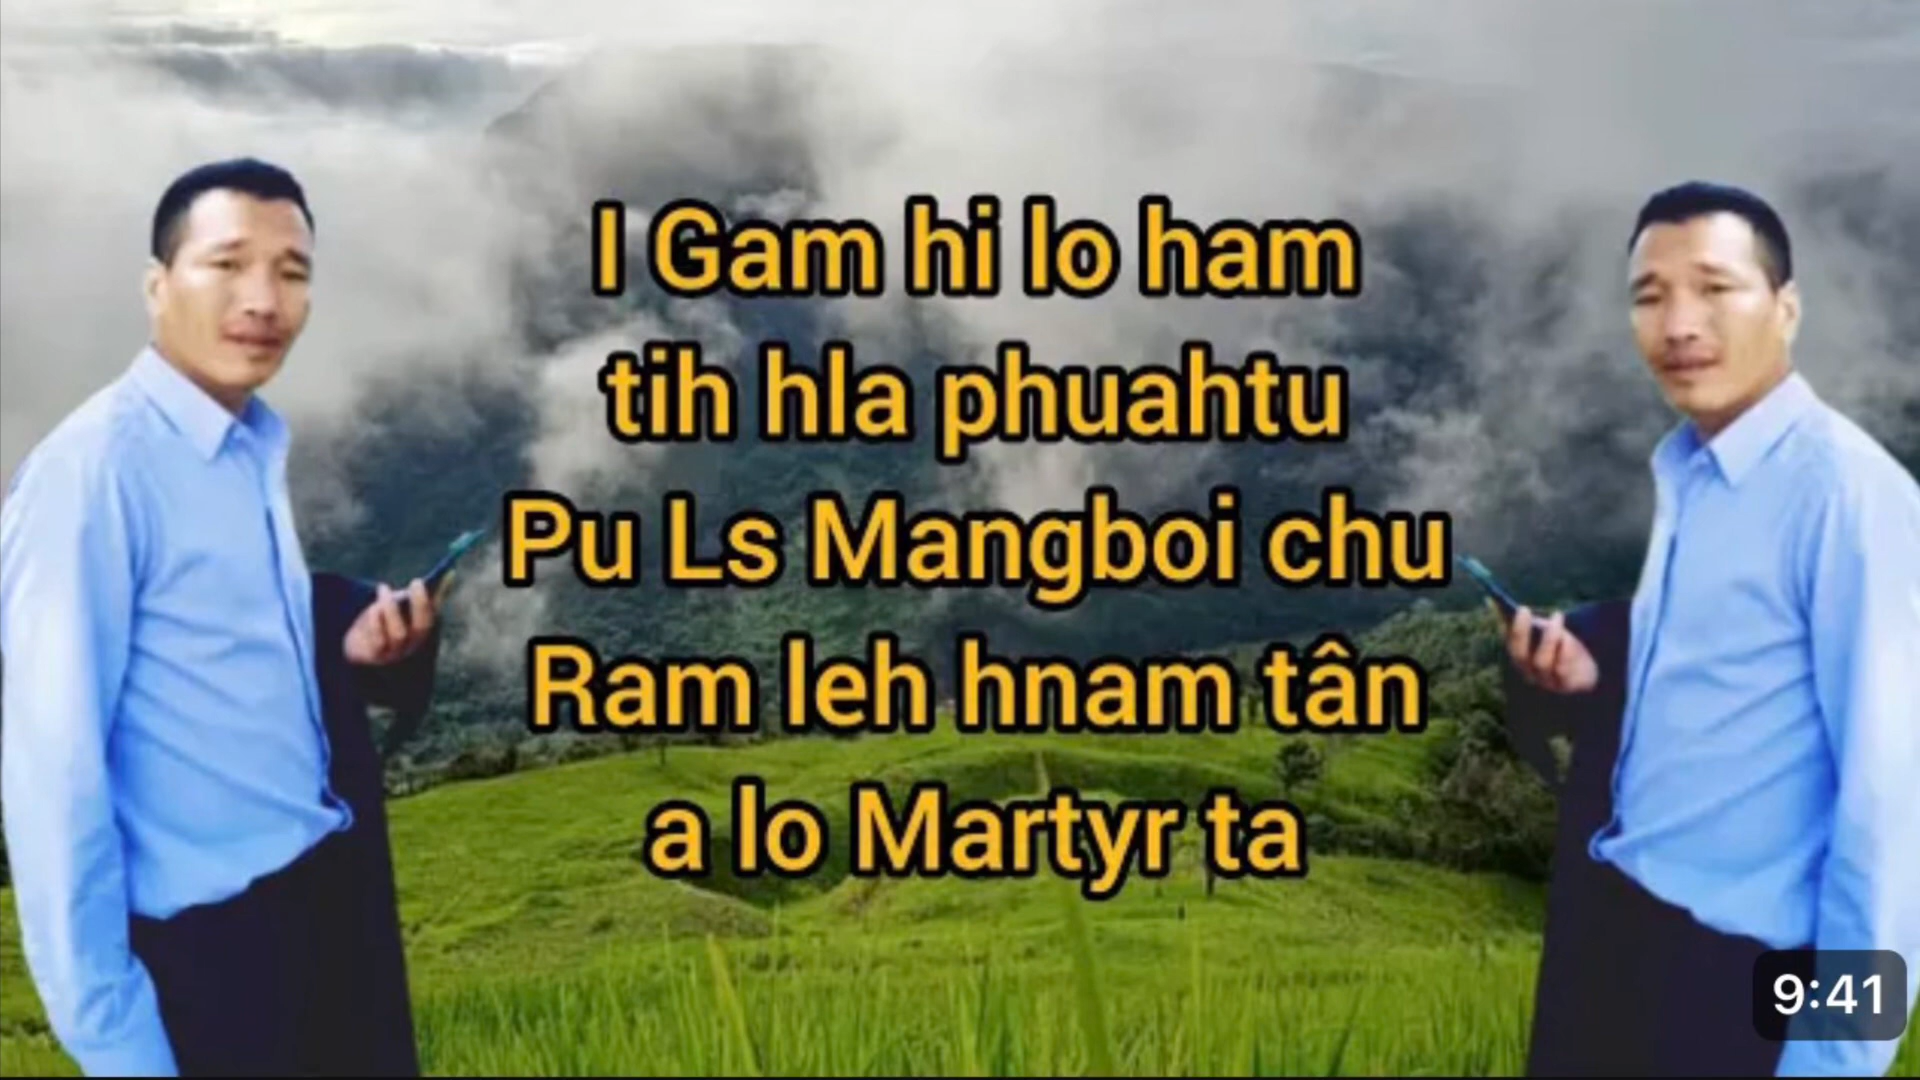 I Gam hi lo ham
tih hla phuahtu
Pu Ls Mangboi chu
Ram leh hnam tân
a lo Martyr ta
9:41